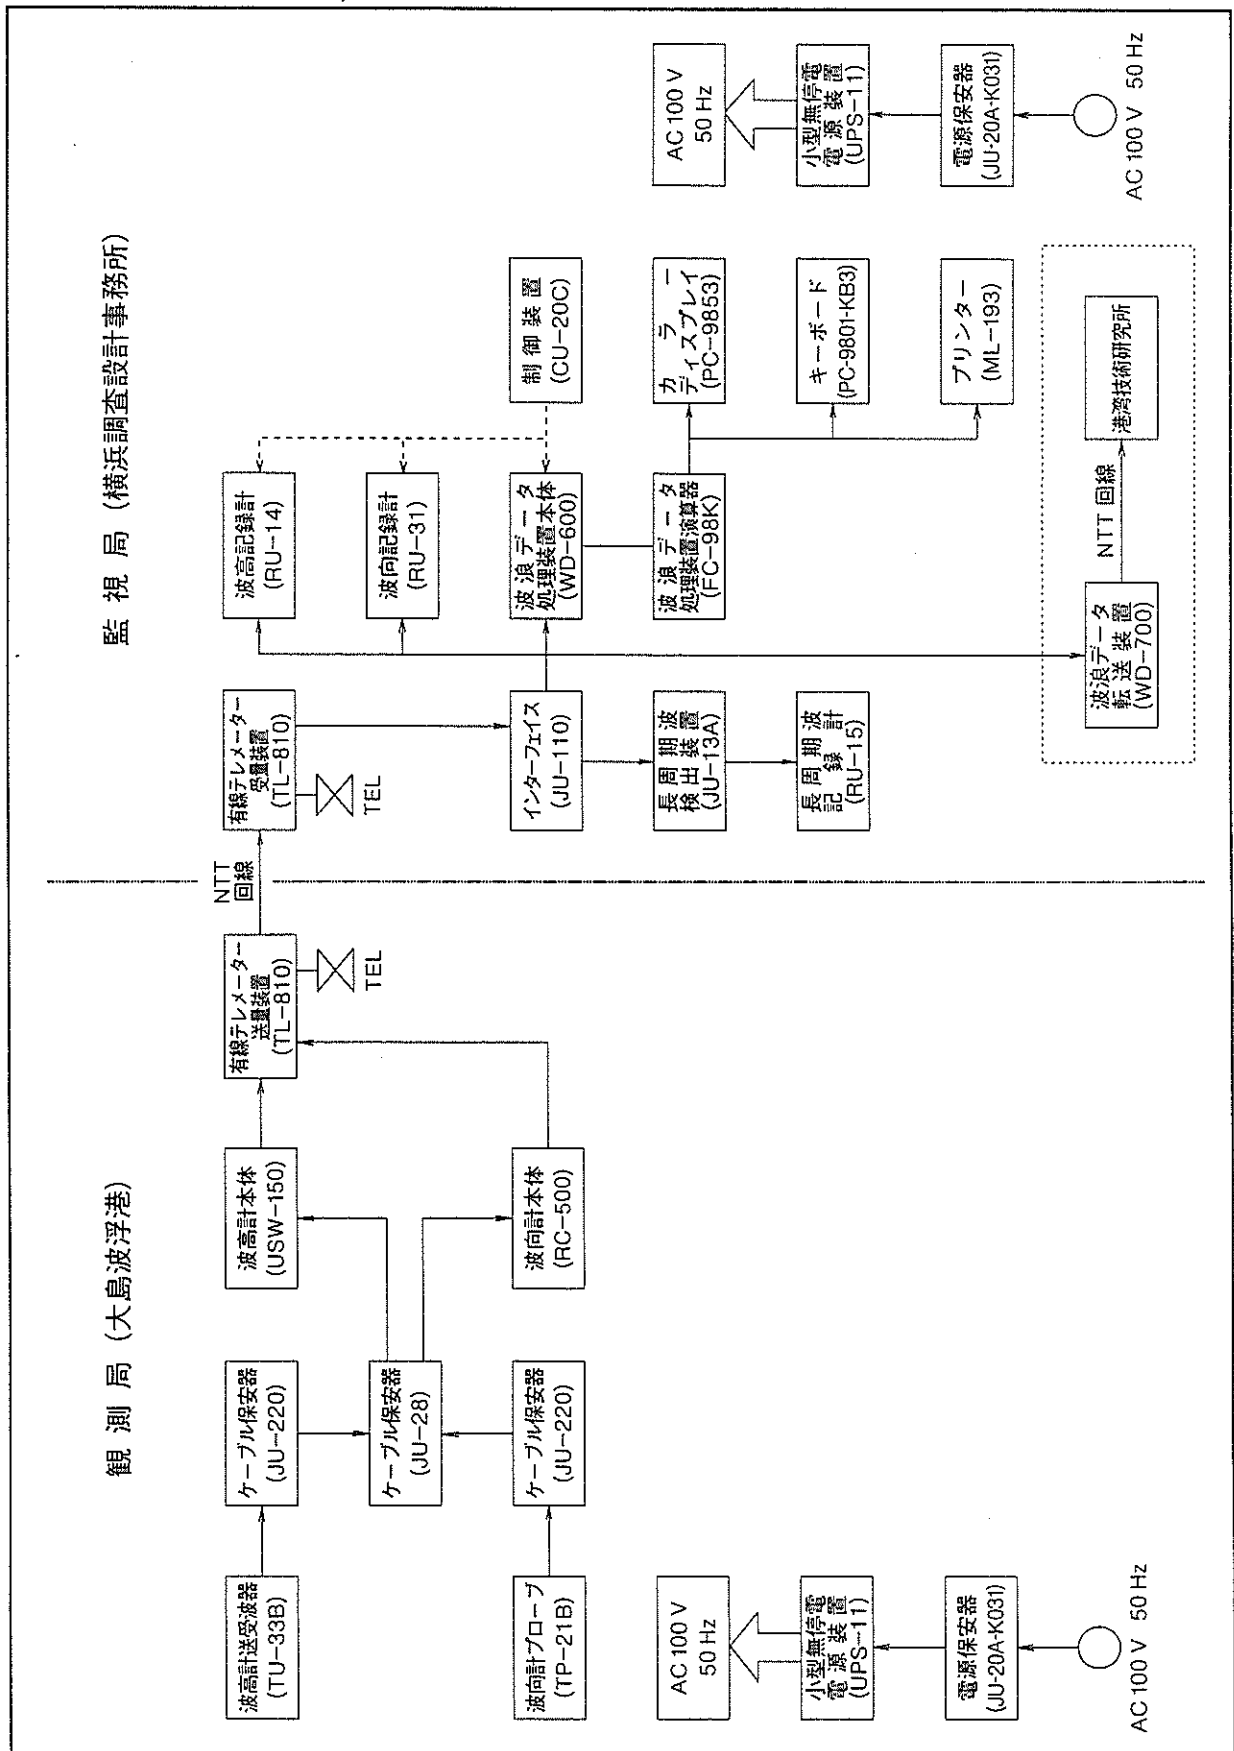 観測局（大島波浮港）
波高計送受波器
(TU-33B)
ケーブル保安器
(JU-220)
波高計本体
(USW-150)
有線テレメーター
送量装置
(TL-810)
TEL
ケーブル保安器
(JU-28)
波向計プローブ
(TP-21B)
ケーブル保安器
(JU-220)
波向計本体
(RC-500)
AC 100 V
50 Hz
小型無停電
電源装置
(UPS-11)
電源保安器
(JU-20A-K031)
AC 100 V 50 Hz
NTT
回線
監視局（横浜調査設計事務所）
有線テレメーター
受量装置
(TL-810)
TEL
波高記録計
(RU-14)
波向記録計
(RU-31)
インターフェイス
(JU-110)
波浪データ
処理装置本体
(WD-600)
制御装置
(CU-20C)
長周期波
検出装置
(JU-13A)
波浪データ
処理装置演算器
(FC-98K)
カラー
ディスプレイ
(PC-9853)
長周期波
記録計
(RU-15)
キーボード
(PC-9801-KB3)
プリンター
(ML-193)
波浪データ
転送装置
(WD-700)
NTT 回線
港湾技術研究所
AC 100 V
50 Hz
小型無停電
電源装置
(UPS-11)
電源保安器
(JU-20A-K031)
AC 100 V 50 Hz